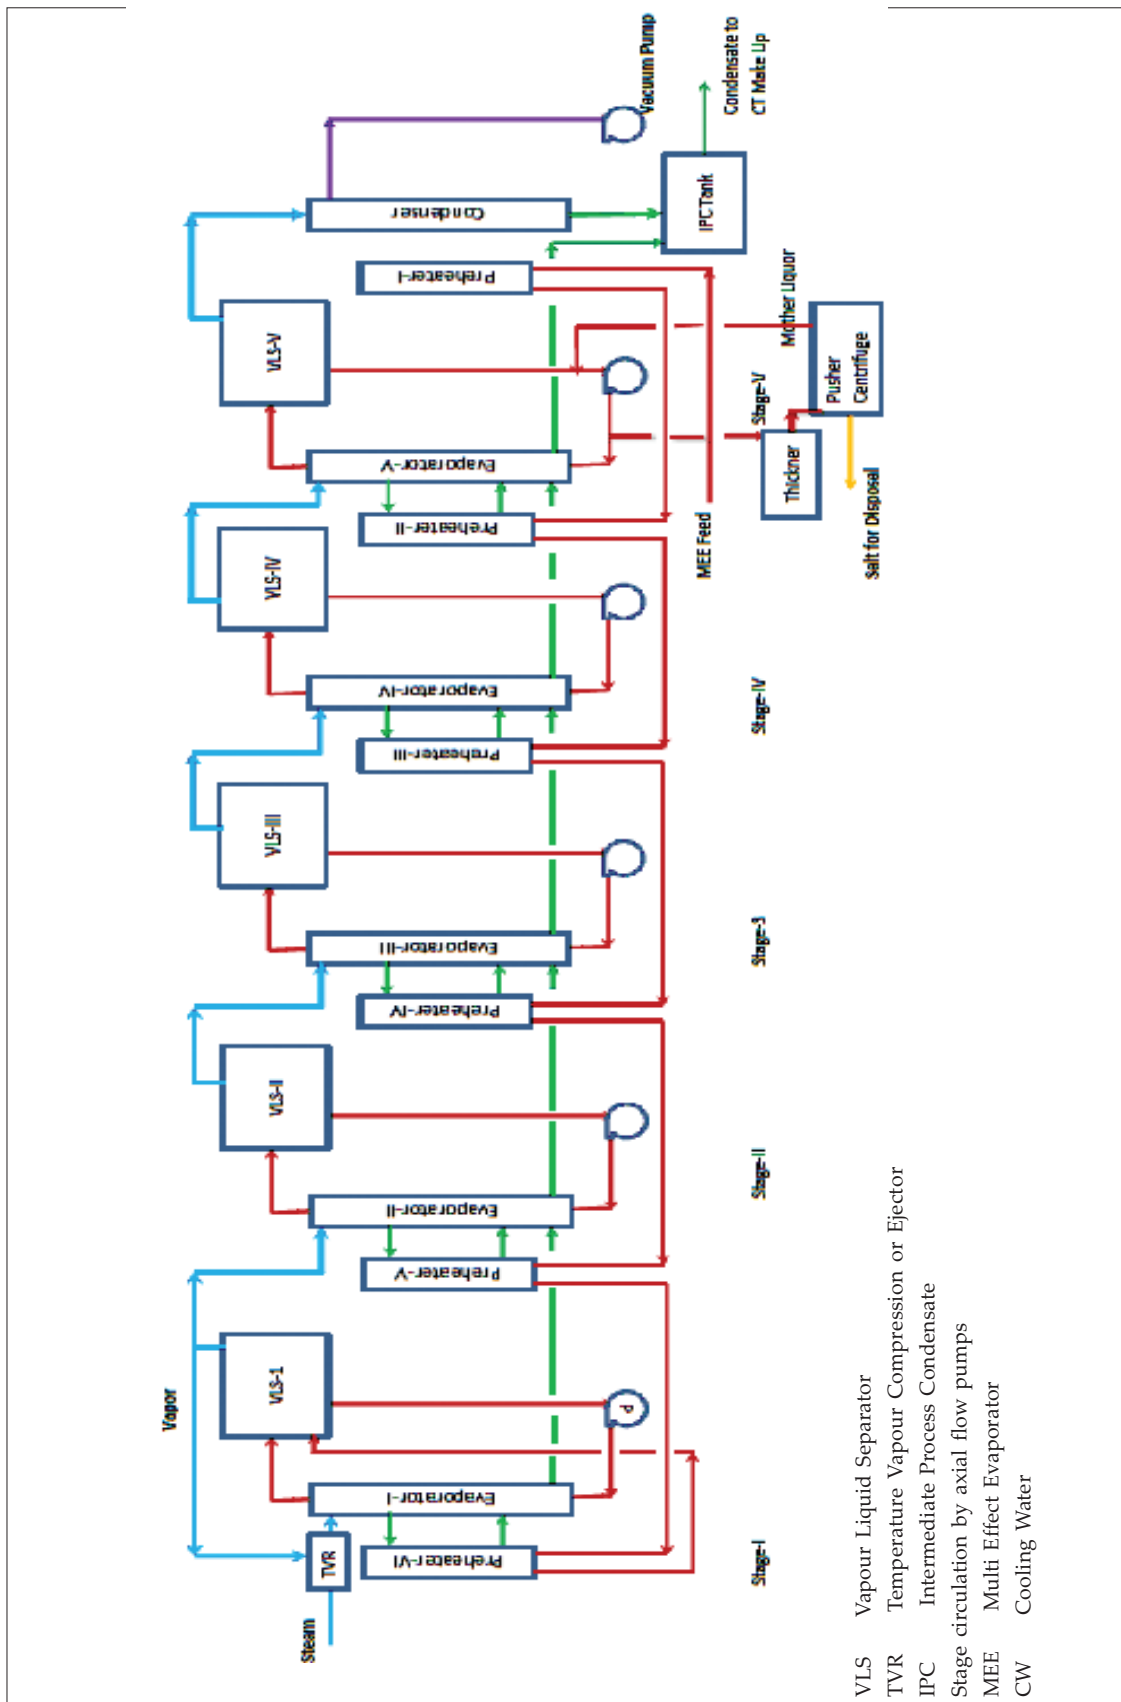 Vapor
Steam
TVR
VLS-1
VLS-II
VLS-III
VLS-IV
VLS-V
Preheater-VI
Evaporator-I
Preheater-V
Evaporator-II
Preheater-IV
Evaporator-III
Preheater-III
Evaporator-IV
Preheater-II
Evaporator-V
Preheater-I
Condenser
P
Vacuum Pump
IPC Tank
Condensate to
CT Make Up
MEE Feed
Mother Liquor
Thickner
Pusher
Centrifuge
Salt for Disposal
Stage-I
Stage-II
Stage-3
Stage-IV
Stage-V
VLS Vapour Liquid Separator
TVR Temperature Vapour Compression or Ejector
IPC Intermediate Process Condensate
Stage circulation by axial flow pumps
MEE Multi Effect Evaporator
CW Cooling Water